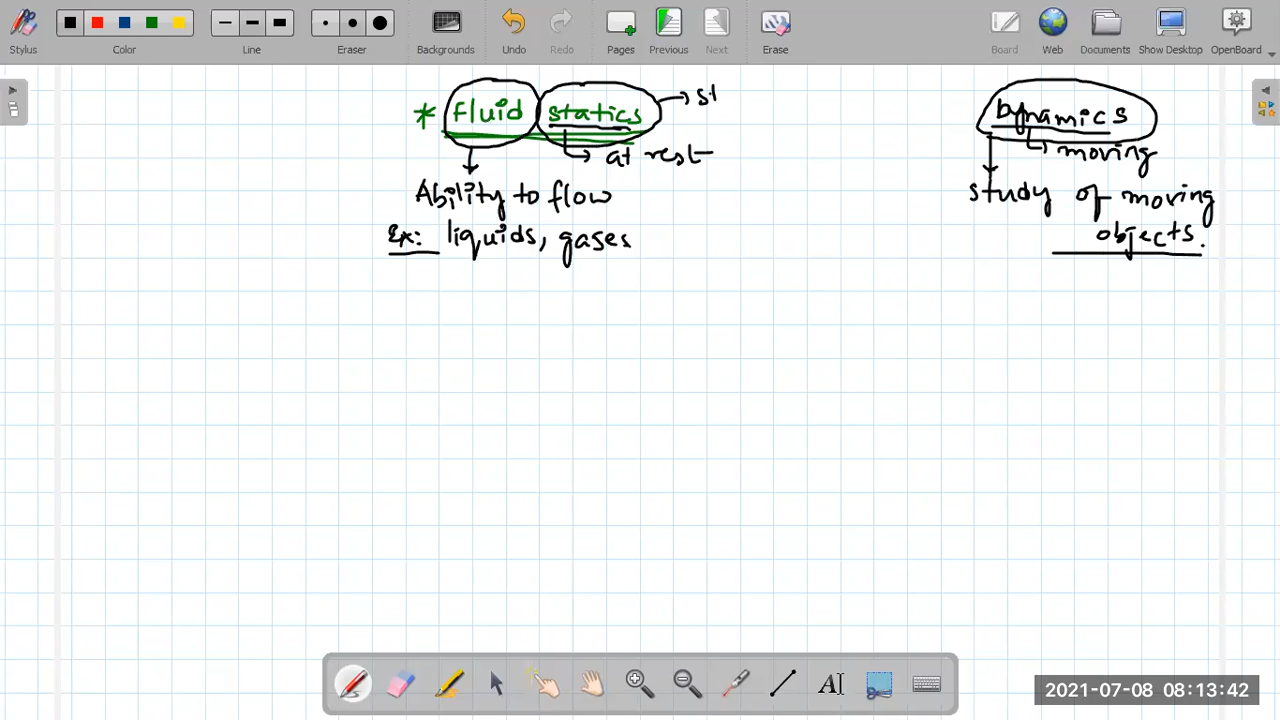 Stylus Color Line Eraser Backgrounds Undo Redo Pages Previous Next Erase Board Web Documents Show Desktop OpenBoard
* fluid statics → st
at rest
Ability to flow
Ex: liquids, gases
Dynamics
moving
study of moving
objects.
2021-07-08 08:13:42